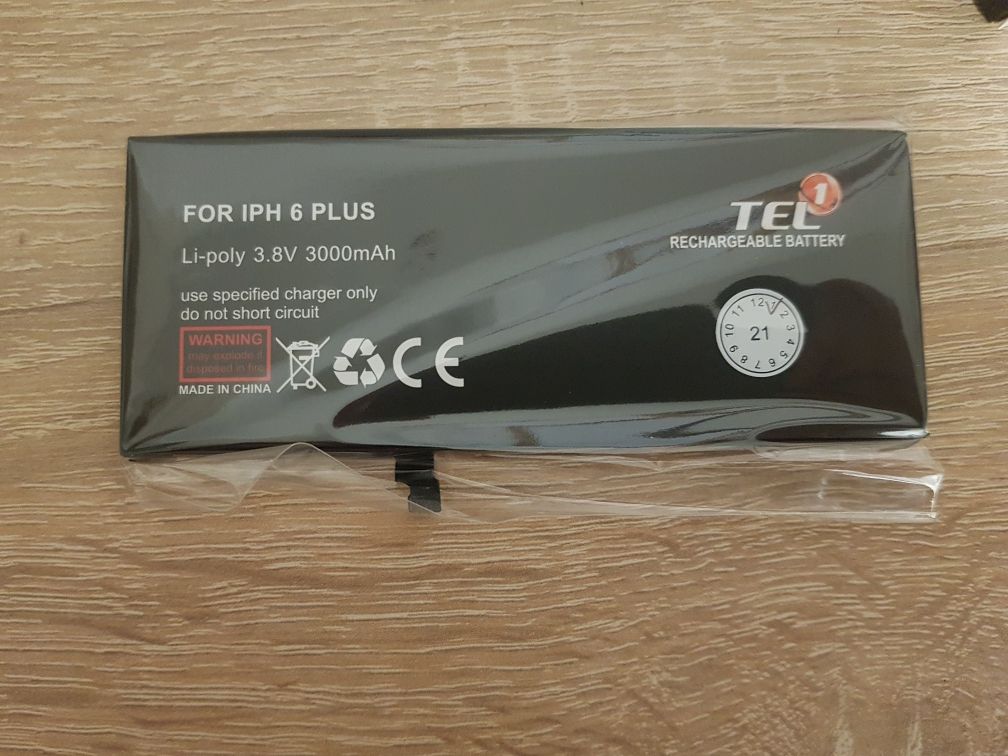 FOR IPH 6 PLUS
Li-poly 3.8V 3000mAh
use specified charger only
do not short circuit
WARNING
may explode if
disposed in fire
MADE IN CHINA
CE
TEL1
RECHARGEABLE BATTERY
12 1 2 3 4 5 6 7 8 9 10 11
21